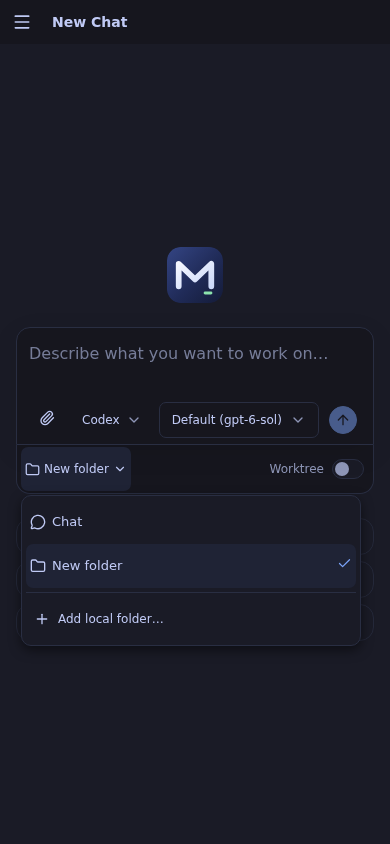 New Chat
Describe what you want to work on…
Codex
Default (gpt-6-sol)
New folder
Worktree
Chat
New folder
Add local folder…